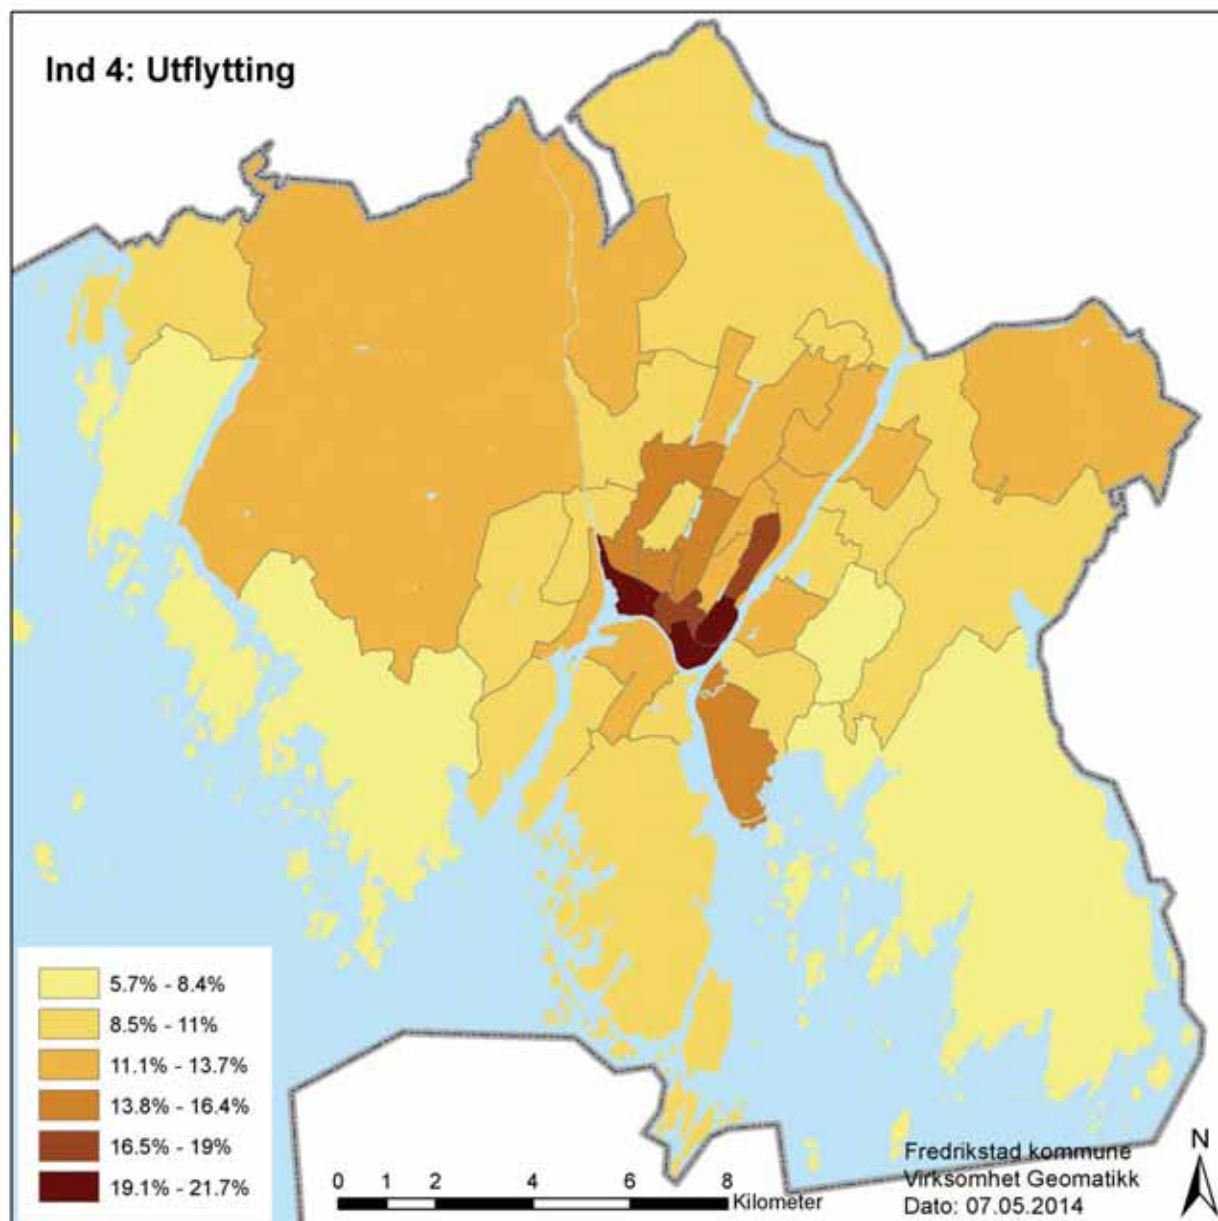 Ind 4: Utflytting
5.7% - 8.4%
8.5% - 11%
11.1% - 13.7%
13.8% - 16.4%
16.5% - 19%
19.1% - 21.7%
0 1 2 4 6 8
Kilometer
Fredrikstad kommune
Virksomhet Geomatikk
Dato: 07.05.2014
N